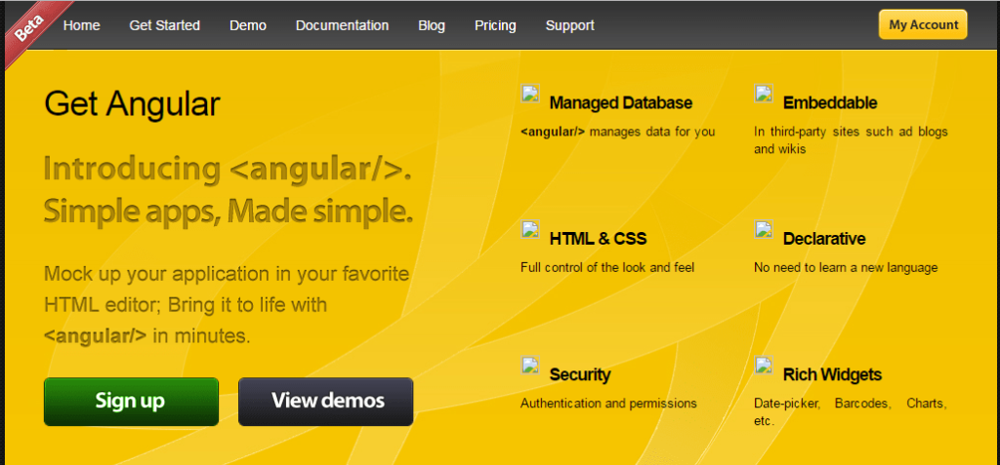 Beta
Home Get Started Demo Documentation Blog Pricing Support My Account
Get Angular
Introducing <angular/>.
Simple apps, Made simple.
Mock up your application in your favorite
HTML editor; Bring it to life with
<angular/> in minutes.
Sign up View demos
Managed Database
<angular/> manages data for you
Embeddable
In third-party sites such ad blogs
and wikis
HTML & CSS
Full control of the look and feel
Declarative
No need to learn a new language
Security
Authentication and permissions
Rich Widgets
Date-picker, Barcodes, Charts,
etc.